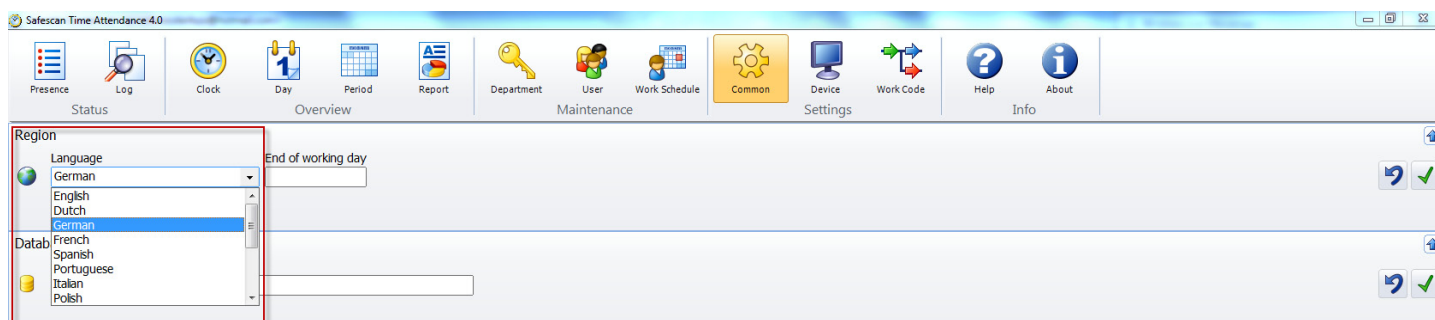 Safescan Time Attendance 4.0
Presence Log Clock Day Period Report Department User Work Schedule Common Device Work Code Help About
Status Overview Maintenance Settings Info
Region
Language End of working day
German
English
Dutch
German
French
Datab
Spanish
Portuguese
Italian
Polish